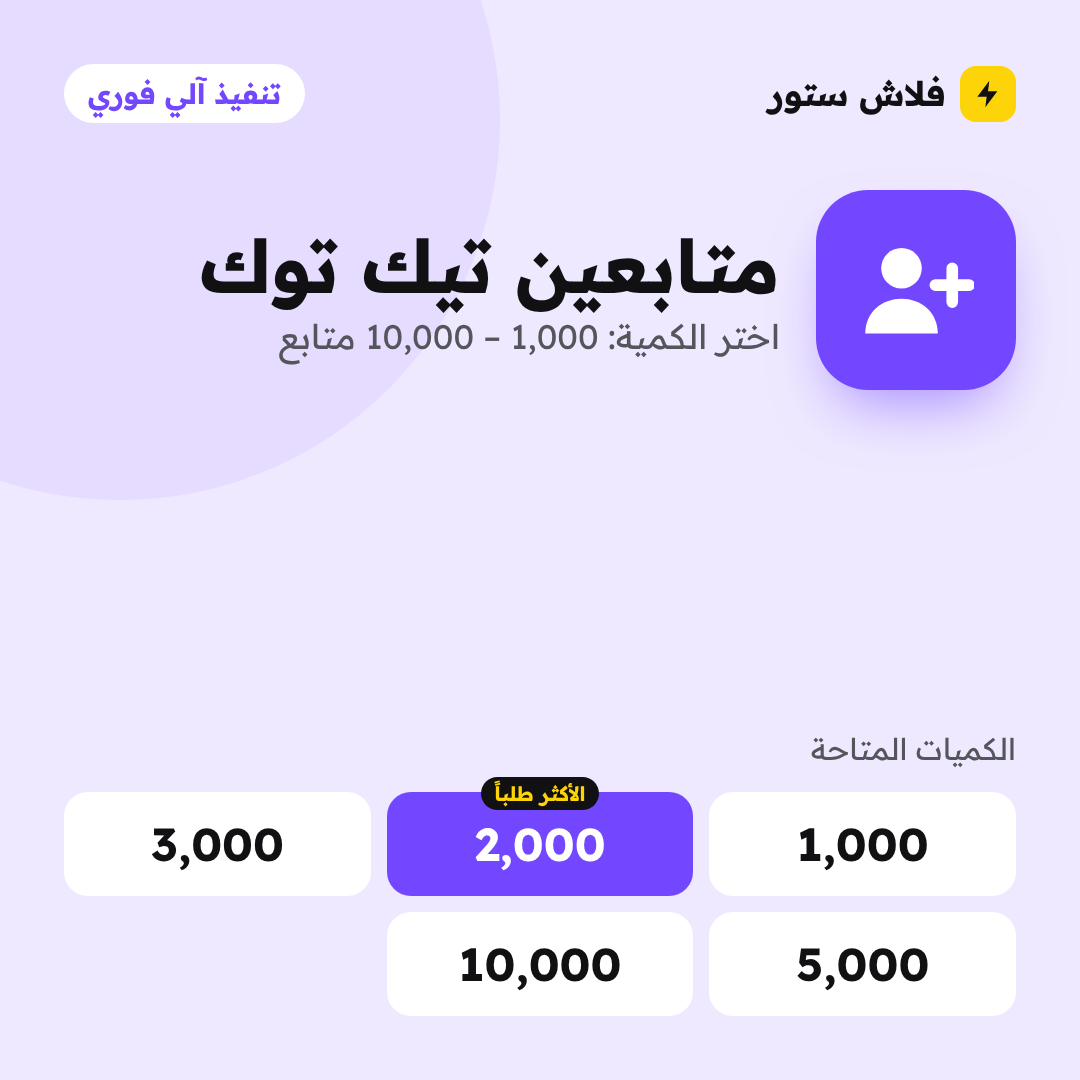 فلاش ستور
تنفيذ آلي فوري
متابعين تيك توك
اختر الكمية: 1,000 – 10,000 متابع
الكميات المتاحة
1,000
الأكثر طلباً
2,000
3,000
5,000
10,000